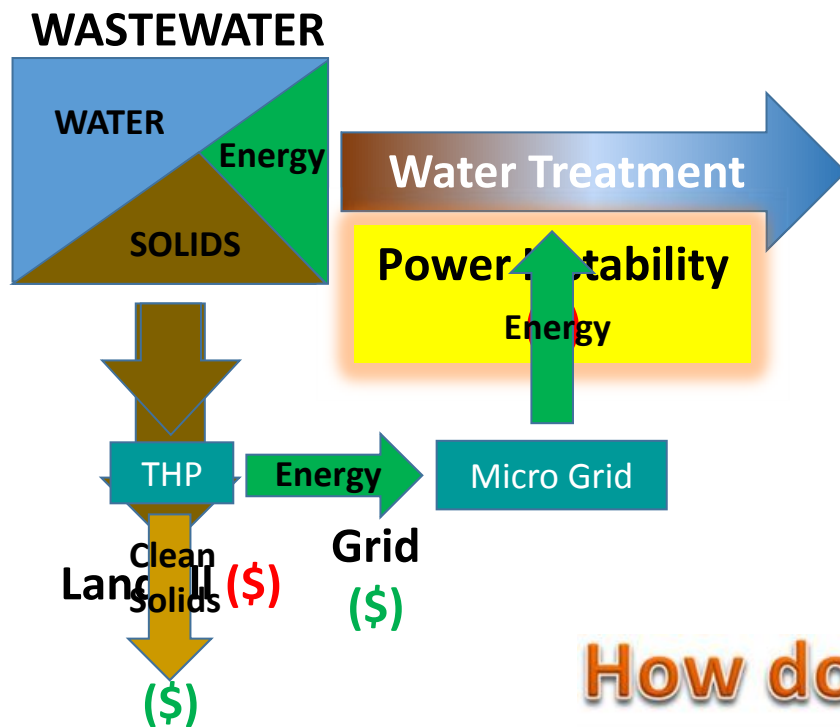 WASTEWATER
WATER
Energy
SOLIDS
Water Treatment
Power
Energy
THP
Energy
Micro Grid
Grid
($)
Clean
Solids
($)
($)
How do